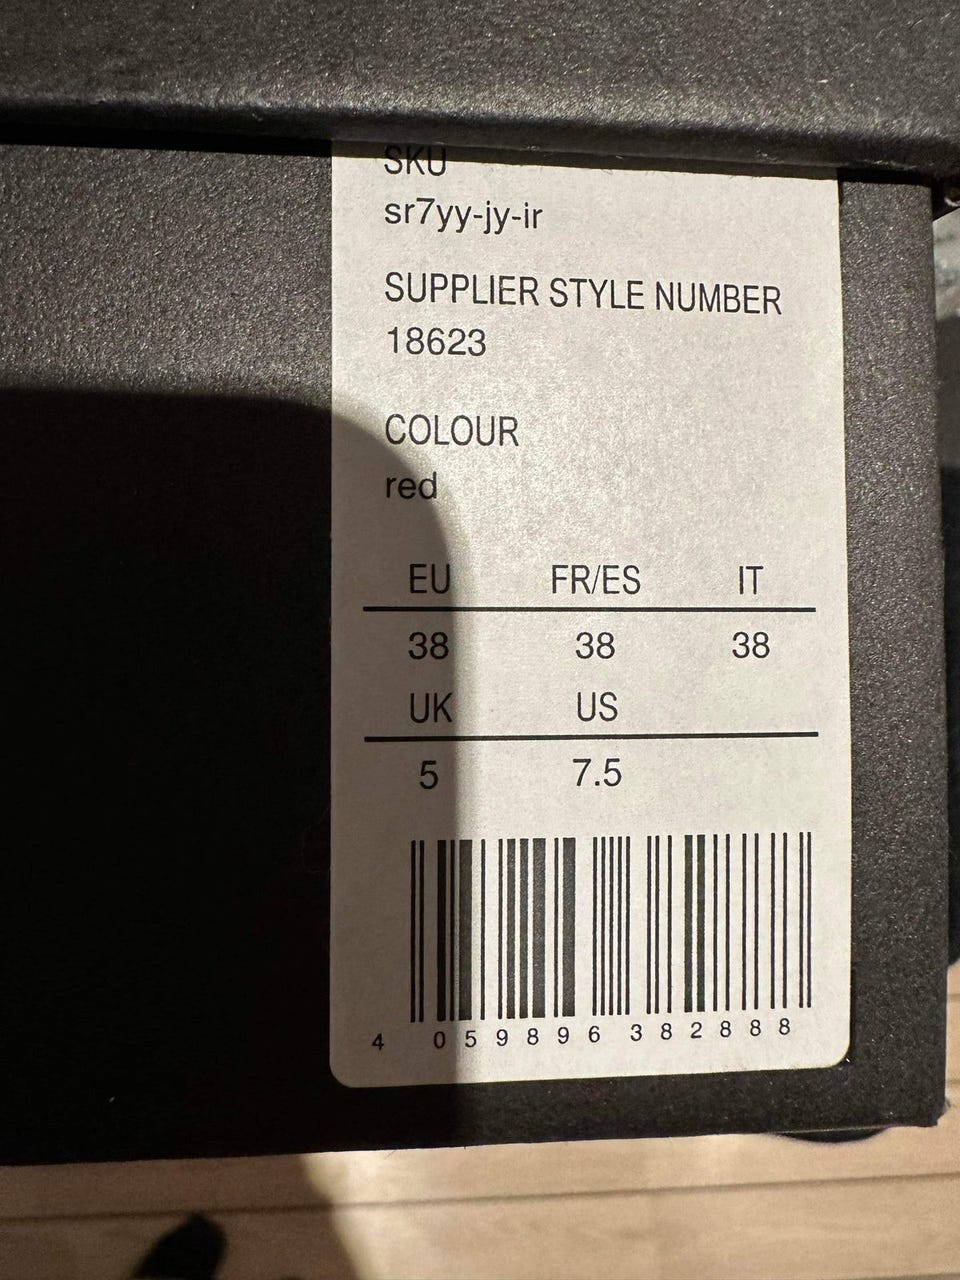 SKU
sr7yy-jy-ir
SUPPLIER STYLE NUMBER
18623
COLOUR
red
EU FR/ES IT
38 38 38
UK US
5 7.5
4 059896 382888